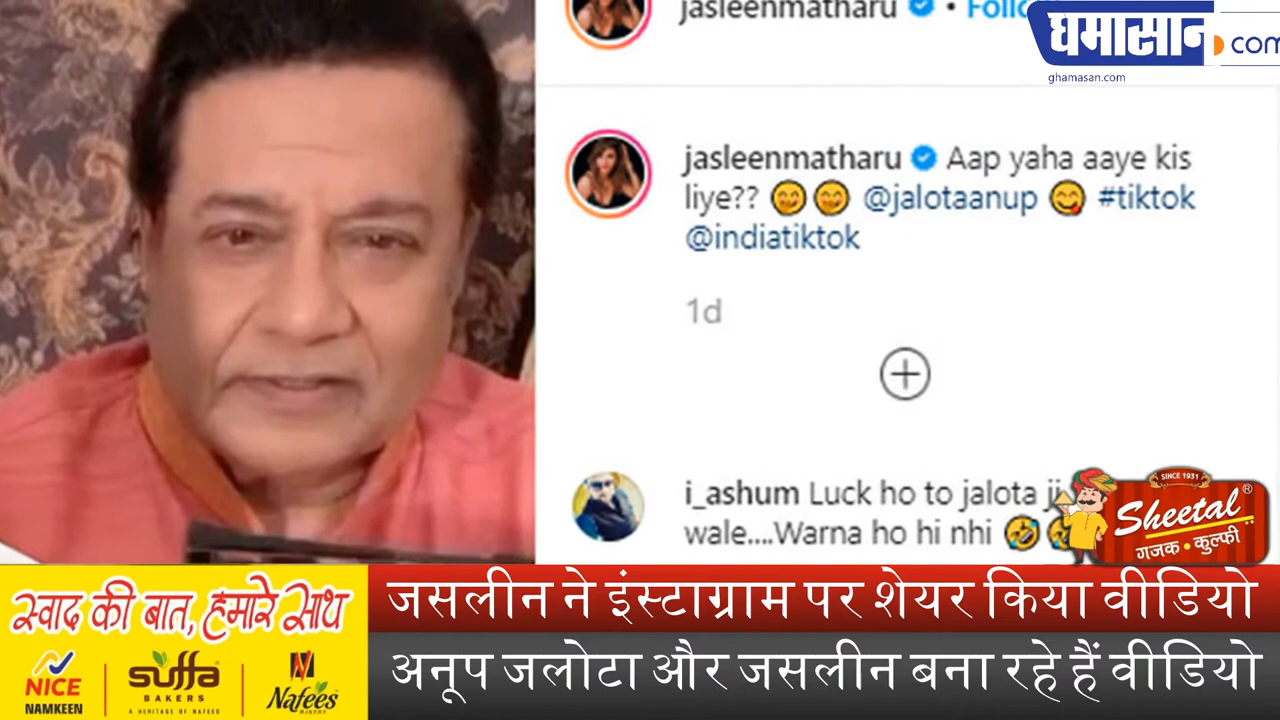 jasleenmatharu • Follo
घमासान.com
ghamasan.com
jasleenmatharu Aap yaha aaye kis
liye?? 😋😋 @jalotaanup 😋 #tiktok
@indiatiktok
1d
i_ashum Luck ho to jalota ji
wale....Warna ho hi nhi 🤣
SINCE 1931
Sheetal®
गजक • कुल्फी
स्वाद की बात, हमारे साथ
NICE
NAMKEEN
suffa
BAKERS
A HERITAGE OF NAFEES
Nafees
BAKERY
जसलीन ने इंस्टाग्राम पर शेयर किया वीडियो
अनूप जलोटा और जसलीन बना रहे हैं वीडियो